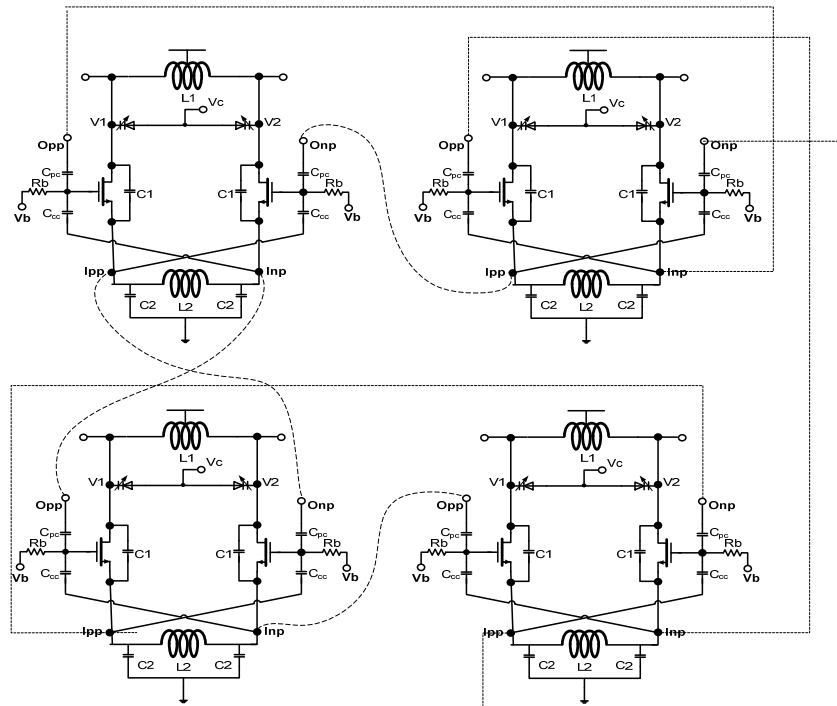 L1 L1
Vc Vc
V1 V2 V1 V2
Opp Onp Opp Onp
Cpc Cpc Cpc Cpc
Rb C1 C1 Rb Rb C1 C1 Rb
Vb Ccc Ccc Vb Vb Ccc Ccc Vb
Ipp Inp Ipp Inp
C2 L2 C2 C2 L2 C2
L1 L1
Vc Vc
V1 V2 V1 V2
Opp Onp Opp Onp
Cpc Cpc Cpc Cpc
Rb C1 C1 Rb Rb C1 C1 Rb
Vb Ccc Ccc Vb Vb Ccc Ccc Vb
Ipp Inp Ipp Inp
C2 L2 C2 C2 L2 C2